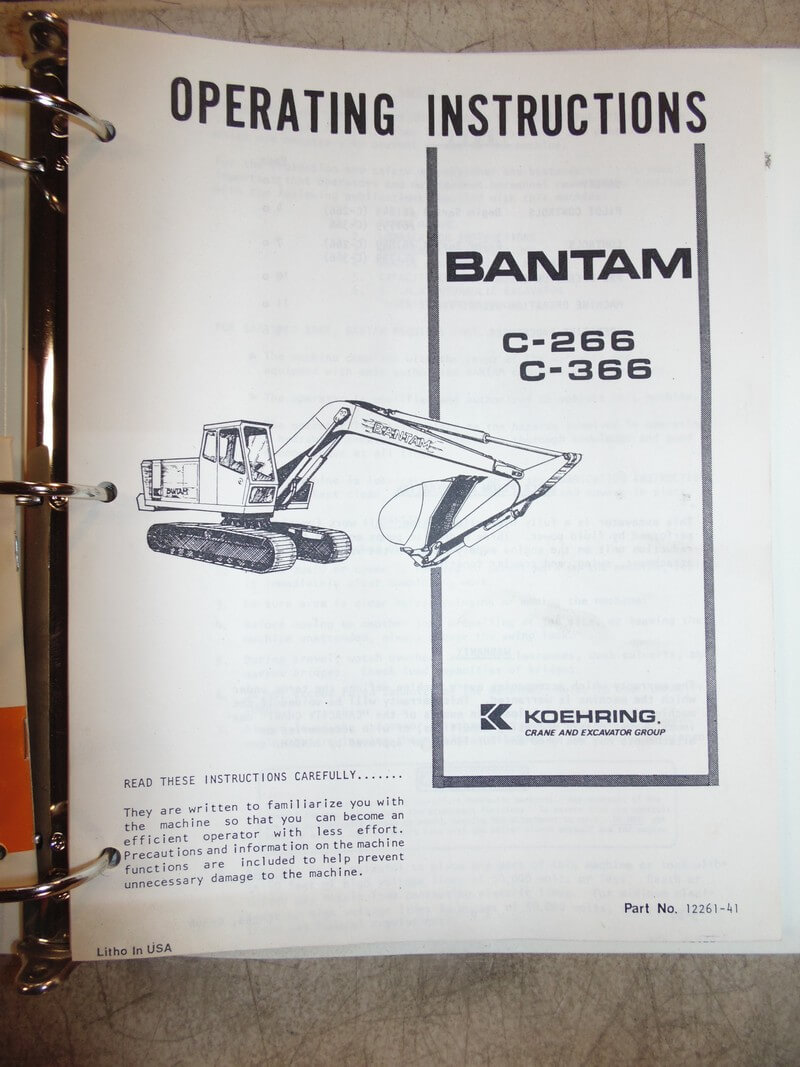 OPERATING INSTRUCTIONS
BANTAM
C-266
C-366
BANTAM
BANTAM
KOEHRING.
CRANE AND EXCAVATOR GROUP
READ THESE INSTRUCTIONS CAREFULLY.......
They are written to familiarize you with
the machine so that you can become an
efficient operator with less effort.
Precautions and information on the machine
functions are included to help prevent
unnecessary damage to the machine.
Part No. 12261-41
Litho In USA